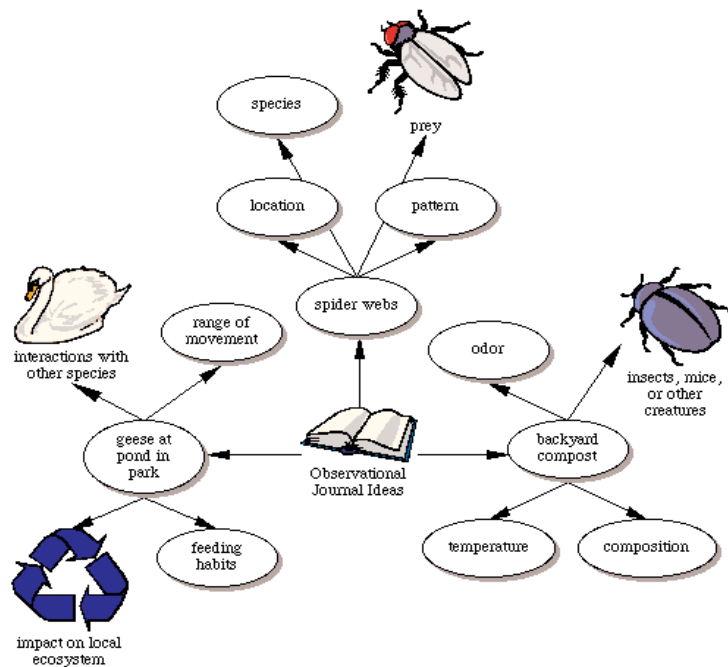 species
prey
location
pattern
spider webs
range of
movement
interactions with
other species
odor
insects, mice,
or other
creatures
geese at
pond in
park
Observational
Journal Ideas
backyard
compost
feeding
habits
temperature
composition
impact on local
ecosystem